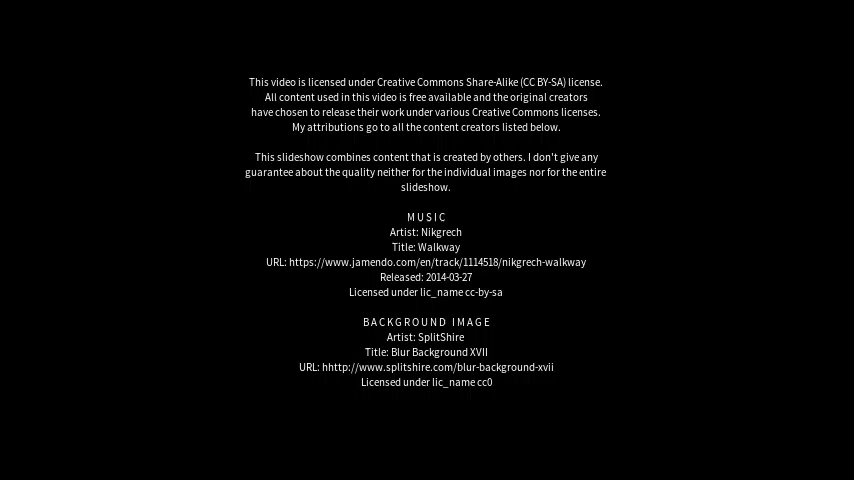 This video is licensed under Creative Commons Share-Alike (CC BY-SA) license.
All content used in this video is free available and the original creators
have chosen to release their work under various Creative Commons licenses.
My attributions go to all the content creators listed below.
This slideshow combines content that is created by others. I don't give any
guarantee about the quality neither for the individual images nor for the entire
slideshow.
MUSIC
Artist: Nikgrech
Title: Walkway
URL: https://www.jamendo.com/en/track/1114518/nikgrech-walkway
Released: 2014-03-27
Licensed under lic_name cc-by-sa
BACKGROUND IMAGE
Artist: SplitShire
Title: Blur Background XVII
URL: hhttp://www.splitshire.com/blur-background-xvii
Licensed under lic_name cc0